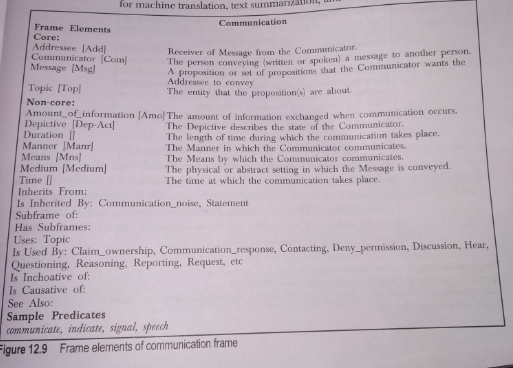 for machine translation, text summarization,
Communication
Frame Elements
Core:
Addressee [Add] Receiver of Message from the Communicator.
Communicator [Com] The person conveying (written or spoken) a message to another person.
Message [Msg] A proposition or set of propositions that the Communicator wants the
Addressee to convey
Topic [Top] The entity that the proposition(s) are about.
Non-core:
Amount_of_information [Amo] The amount of information exchanged when communication occurs.
Depictive [Dep-Act] The Depictive describes the state of the Communicator.
Duration [] The length of time during which the communication takes place.
Manner [Manr] The Manner in which the Communicator communicates.
Means [Mns] The Means by which the Communicator communicates.
Medium [Medium] The physical or abstract setting in which the Message is conveyed.
Time [] The time at which the communication takes place.
Inherits From:
Is Inherited By: Communication_noise, Statement
Subframe of:
Has Subframes:
Uses: Topic
Is Used By: Claim_ownership, Communication_response, Contacting, Deny_permission, Discussion, Hear,
Questioning, Reasoning, Reporting, Request, etc
Is Inchoative of:
Is Causative of:
See Also:
Sample Predicates
communicate, indicate, signal, speech
Figure 12.9 Frame elements of communication frame